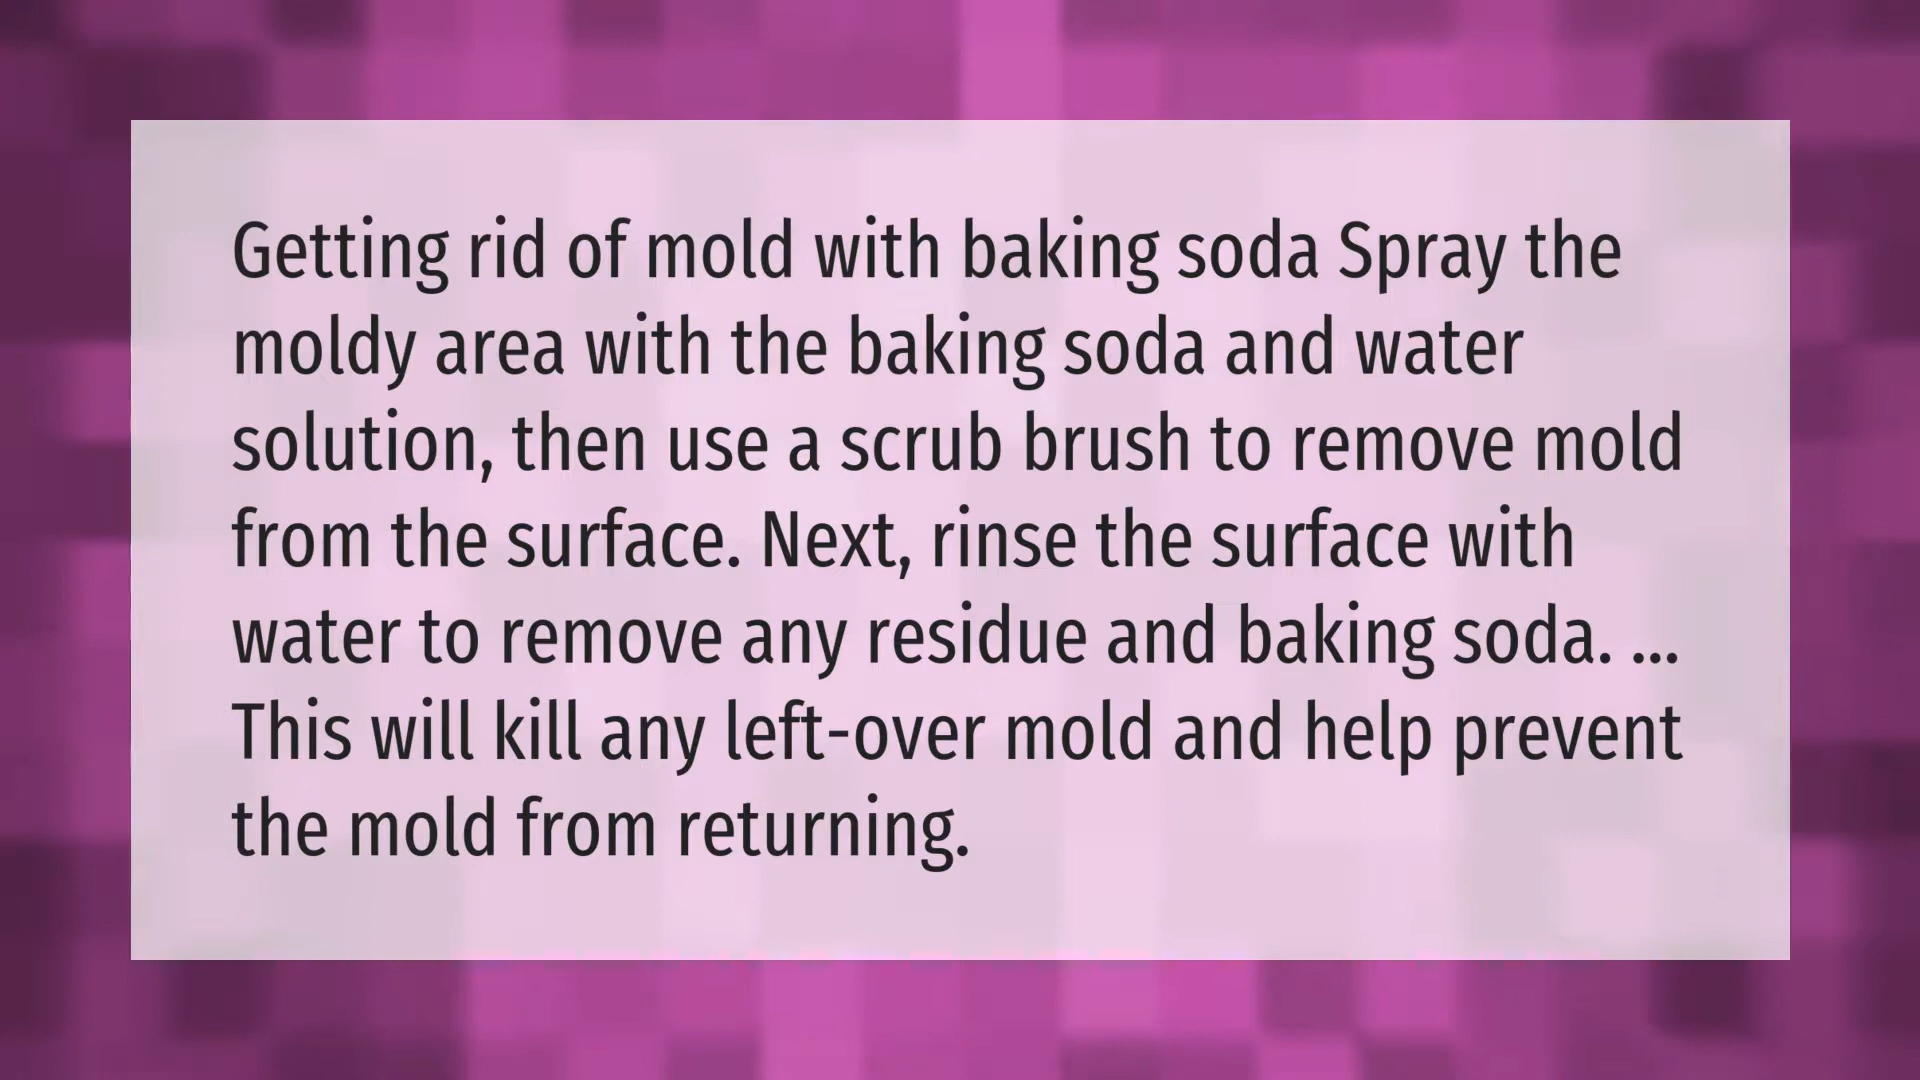 Getting rid of mold with baking soda Spray the
moldy area with the baking soda and water
solution, then use a scrub brush to remove mold
from the surface. Next, rinse the surface with
water to remove any residue and baking soda. ...
This will kill any left-over mold and help prevent
the mold from returning.